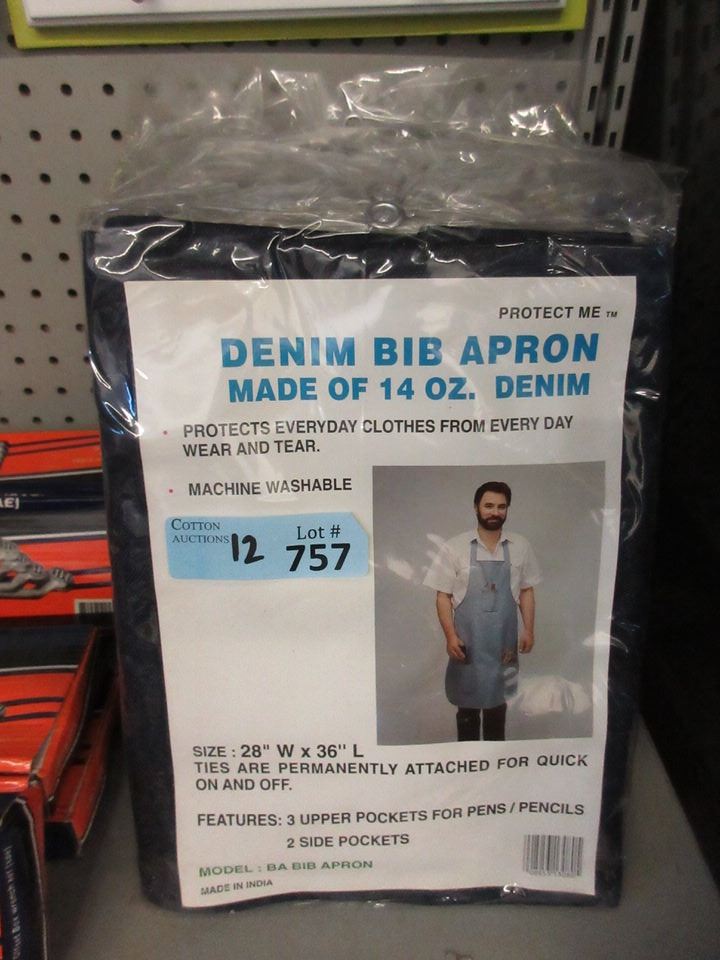 PROTECT ME TM
DENIM BIB APRON
MADE OF 14 OZ. DENIM
• PROTECTS EVERYDAY CLOTHES FROM EVERY DAY
WEAR AND TEAR.
• MACHINE WASHABLE
COTTON
AUCTIONS
12
Lot #
757
SIZE : 28" W x 36" L
TIES ARE PERMANENTLY ATTACHED FOR QUICK
ON AND OFF.
FEATURES: 3 UPPER POCKETS FOR PENS / PENCILS
2 SIDE POCKETS
MODEL : BA BIB APRON
MADE IN INDIA